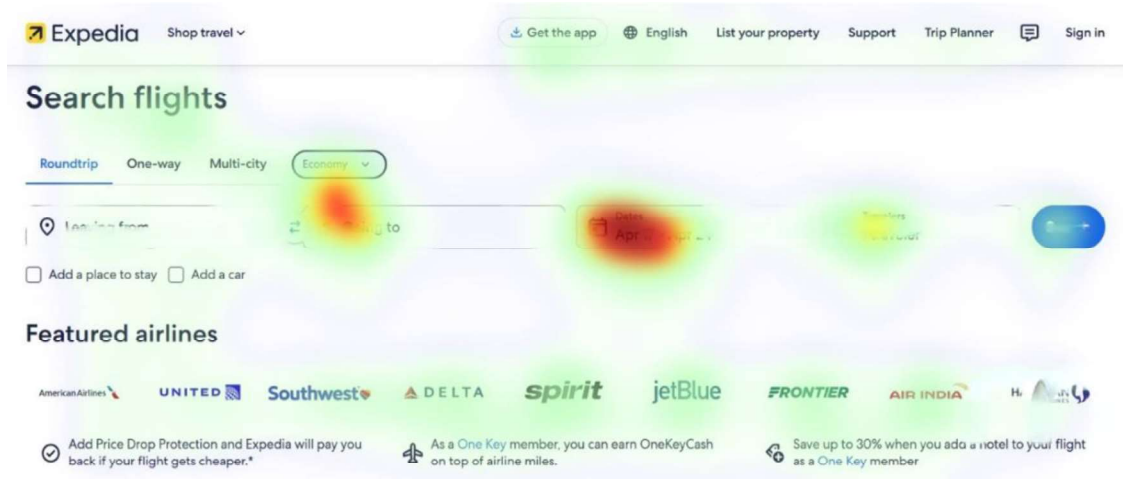 Expedia Shop travel Get the app English List your property Support Trip Planner Sign in
Search flights
Roundtrip One-way Multi-city Economy
Leaving from to Dates
Apr
Add a place to stay Add a car
Featured airlines
American Airlines UNITED Southwest DELTA spirit jetBlue FRONTIER AIR INDIA
Add Price Drop Protection and Expedia will pay you
back if your flight gets cheaper.*
As a One Key member, you can earn OneKeyCash
on top of airline miles.
Save up to 30% when you add a hotel to your flight
as a One Key member